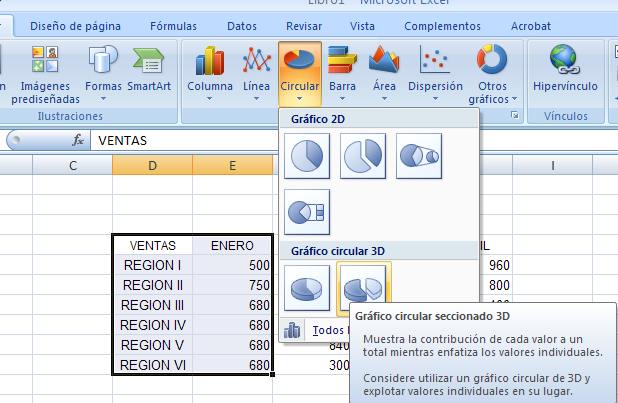 Libro1 - Microsoft Excel
Diseño de página Fórmulas Datos Revisar Vista Complementos Acrobat
Imágenes prediseñadas Formas SmartArt Columna Línea Circular Barra Área Dispersión Otros gráficos Hipervínculo
Ilustraciones Vínculos
fx VENTAS
Gráfico 2D
C D E I
Gráfico circular 3D
VENTAS ENERO IL
REGION I 500 960
REGION II 750 800
REGION III 680
REGION IV 680
REGION V 680 840
REGION VI 680 300
Todos
Gráfico circular seccionado 3D
Muestra la contribución de cada valor a un
total mientras enfatiza los valores individuales.
Considere utilizar un gráfico circular de 3D y
explotar valores individuales en su lugar.